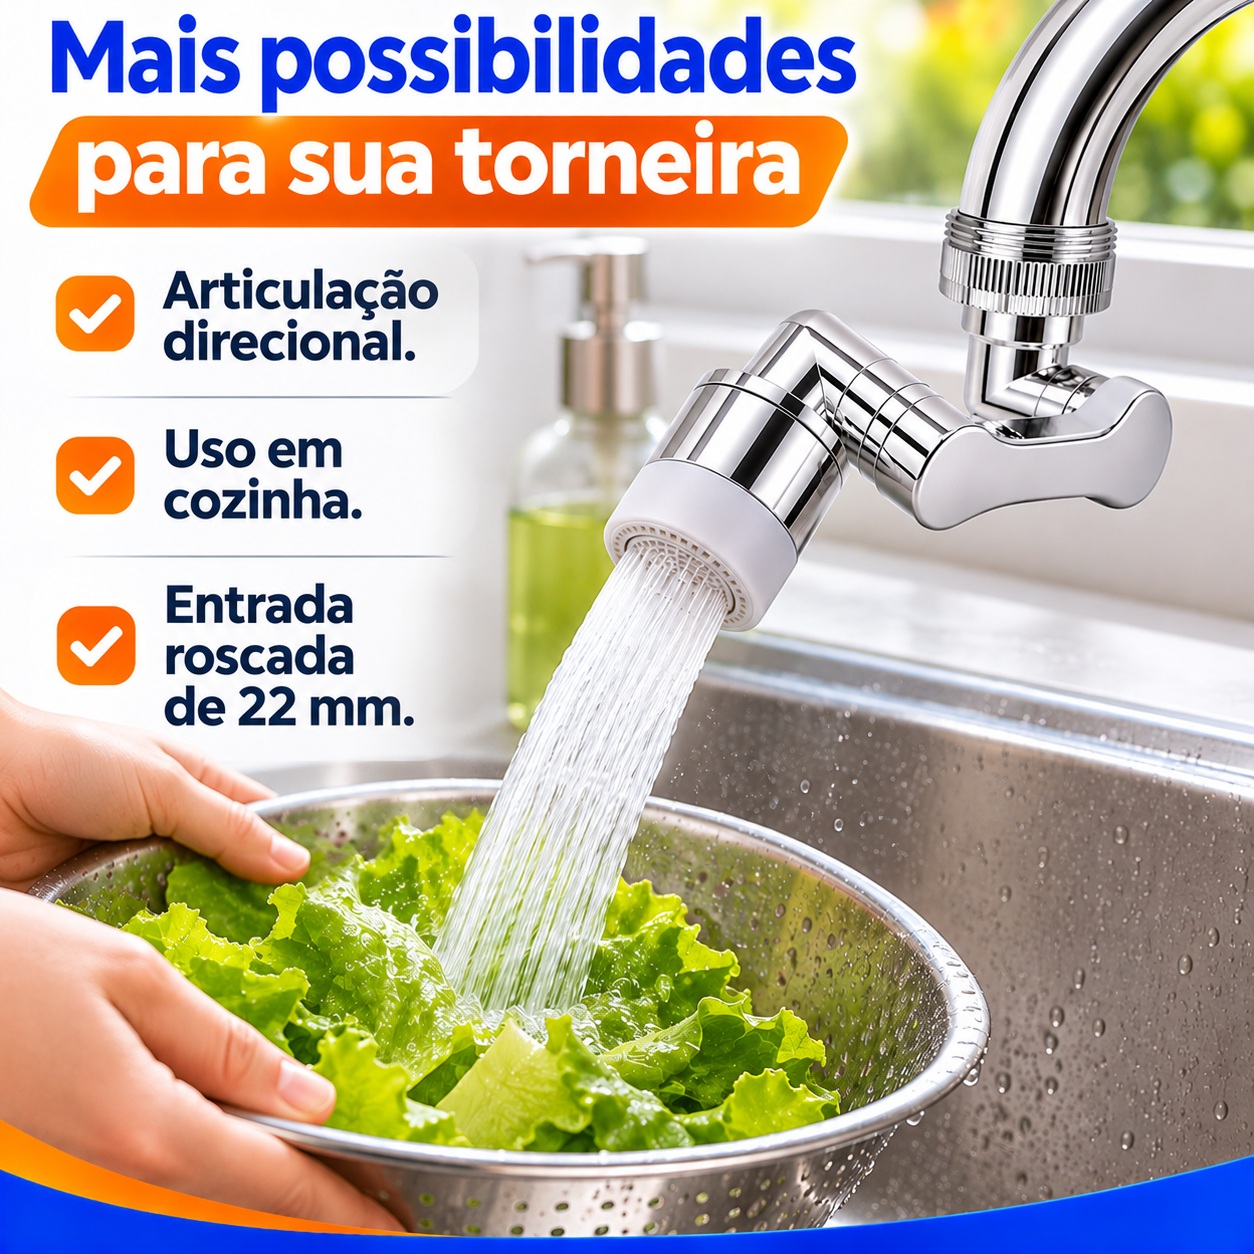 Mais possibilidades
para sua torneira
Articulação
direcional.
Uso em
cozinha.
Entrada
roscada
de 22 mm.